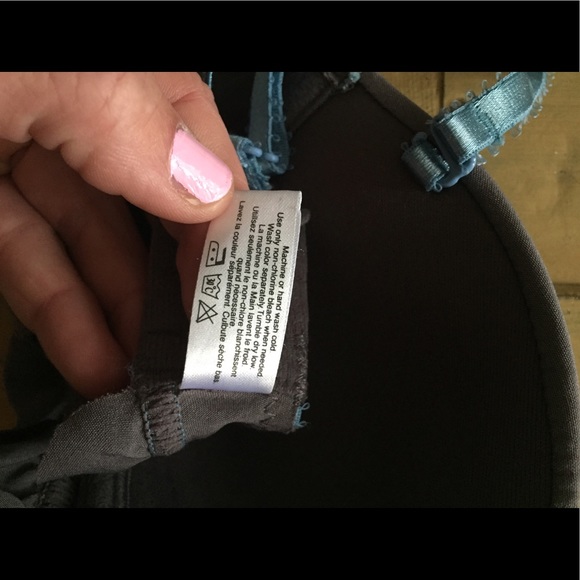 Machine or hand wash cold
Use only non-chlorine bleach when needed
Wash color separately. Tumble dry low.
La machine ou la Main lavent le froid
Utilisez seulement le non-chlore blanchissent
quand nécessaire.
Lavez la couleur séparément. Culbute sèche bas